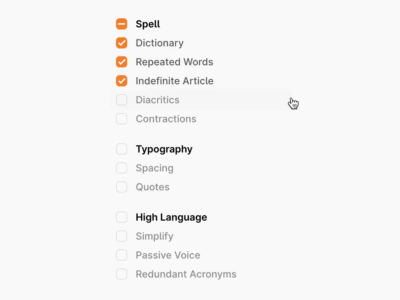 Spell
Dictionary
Repeated Words
Indefinite Article
Diacritics
Contractions
Typography
Spacing
Quotes
High Language
Simplify
Passive Voice
Redundant Acronyms